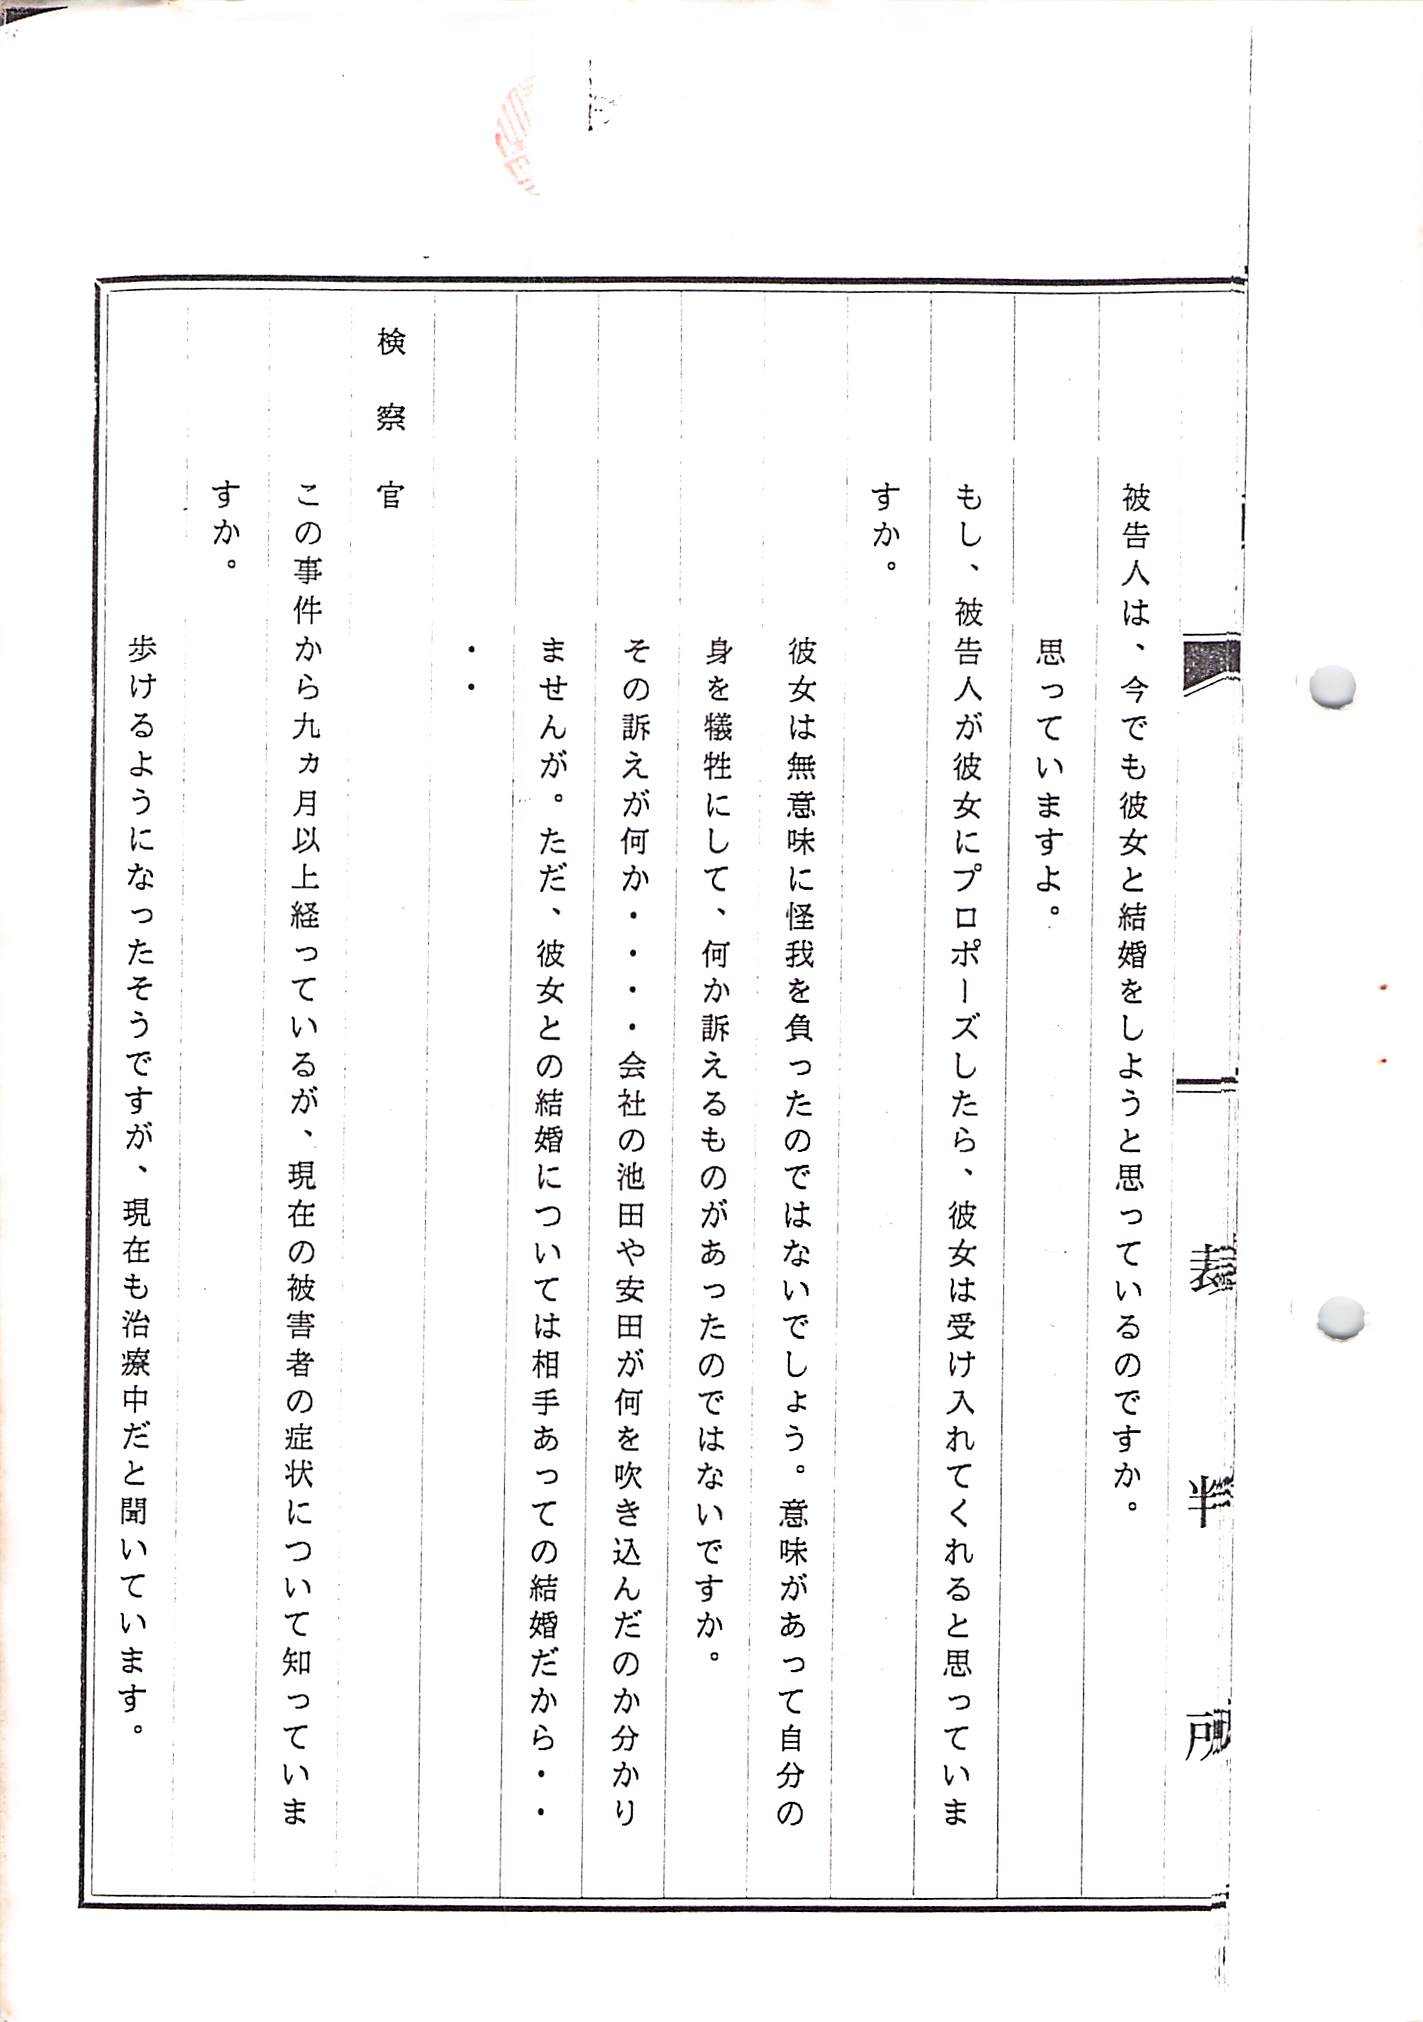 被告人は、今でも彼女と結婚をしようと思っているのですか。
思っていますよ。
もし、被告人が彼女にプロポーズしたら、彼女は受け入れてくれると思っていま
すか。
彼女は無意味に怪我を負ったのではないでしょう。意味があって自分の
身を犠牲にして、何か訴えるものがあったのではないですか。
その訴えが何か・・・・会社の池田や安田が何を吹き込んだのか分かり
ませんが。ただ、彼女との結婚については相手あっての結婚だから・・
・・
検察官
この事件から九ヵ月以上経っているが、現在の被害者の症状について知っていま
すか。
歩けるようになったそうですが、現在も治療中だと聞いています。